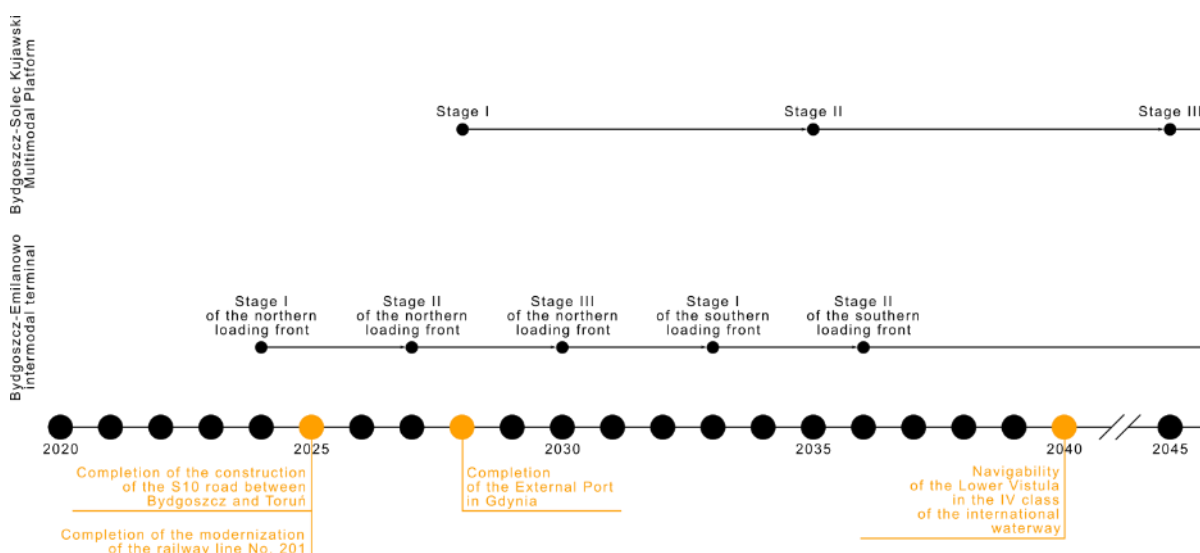 Bydgoszcz-Solec Kujawski
Multimodal Platform
Stage I
Stage II
Stage III
Bydgoszcz-Emilanowo
intermodal terminal
Stage I
of the northern
loading front
Stage II
of the northern
loading front
Stage III
of the northern
loading front
Stage I
of the southern
loading front
Stage II
of the southern
loading front
2020
2025
2030
2035
2040
2045
Completion of the construction
of the S10 road between
Bydgoszcz and Toruń
Completion of the modernization
of the railway line No. 201
Completion
of the External Port
in Gdynia
Navigability
of the Lower Vistula
in the IV class
of the international
waterway